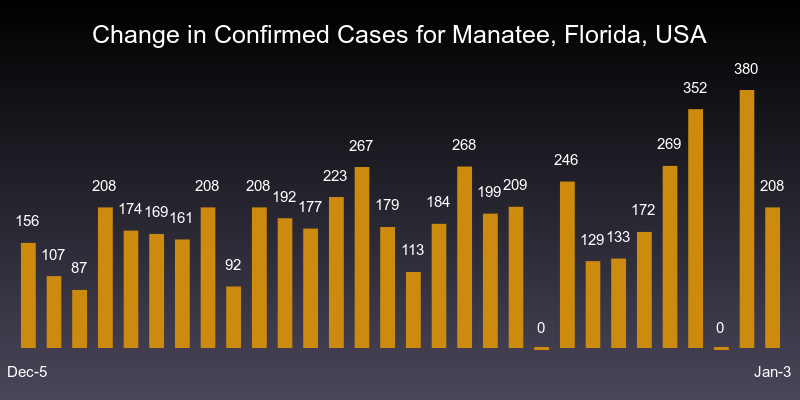 Change in Confirmed Cases for Manatee, Florida, USA
156 107 87 208 174 169 161 208 92 208 192 177 223 267 179 113 184 268 199 209 0 246 129 133 172 269 352 0 380 208
Dec-5 Jan-3